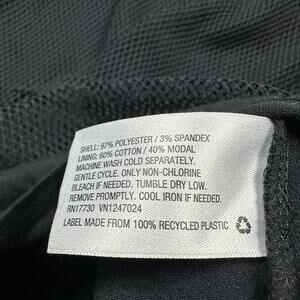 SHELL: 97% POLYESTER / 3% SPANDEX
LINING: 60% COTTON / 40% MODAL
MACHINE WASH COLD SEPARATELY.
GENTLE CYCLE. ONLY NON-CHLORINE
BLEACH IF NEEDED. TUMBLE DRY LOW.
REMOVE PROMPTLY. COOL IRON IF NEEDED.
RN17730 VN1247024
LABEL MADE FROM 100% RECYCLED PLASTIC